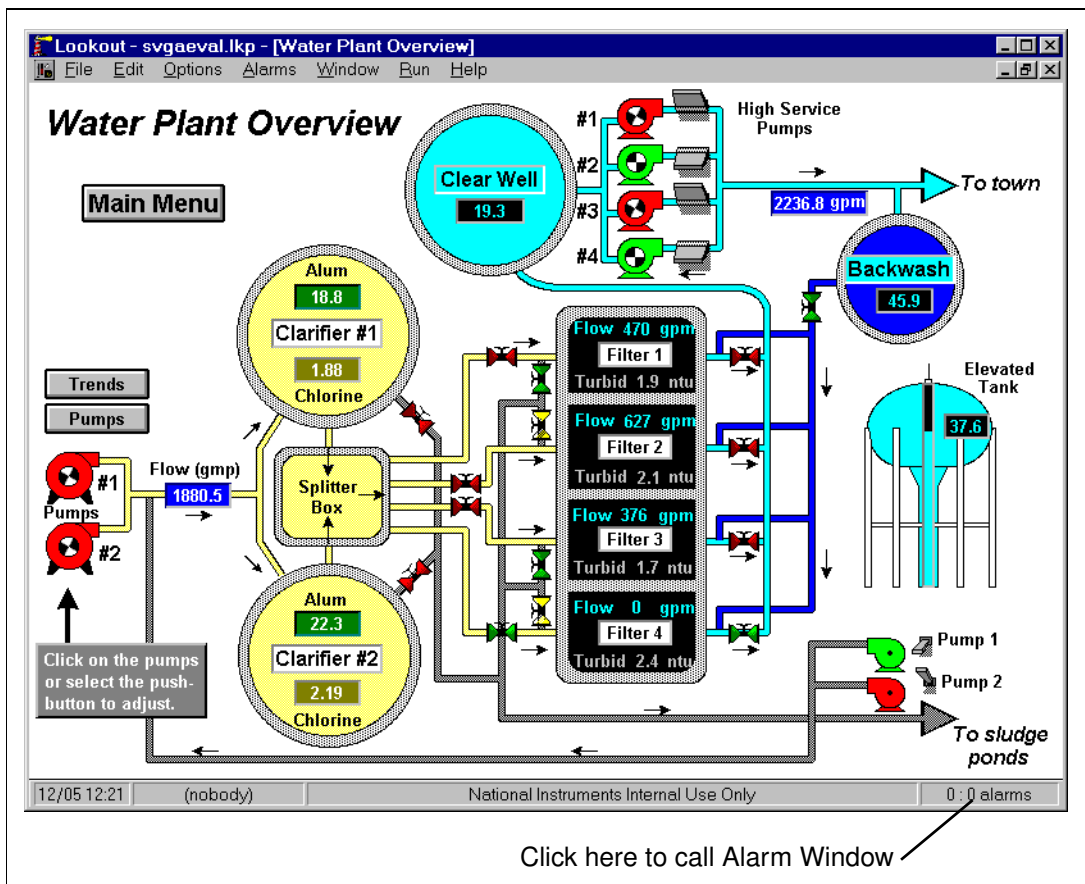 Lookout - svgaeval.lkp - [Water Plant Overview]
File Edit Options Alarms Window Run Help
Water Plant Overview
Main Menu
Clear Well
19.3
#1
#2
#3
#4
High Service
Pumps
2236.8 gpm
To town
Backwash
45.9
Alum
18.8
Clarifier #1
1.88
Chlorine
Trends
Pumps
#1
Pumps
#2
Flow (gmp)
1880.5
Splitter
Box
Alum
22.3
Clarifier #2
2.19
Chlorine
Flow 470 gpm
Filter 1
Turbid 1.9 ntu
Flow 627 gpm
Filter 2
Turbid 2.1 ntu
Flow 376 gpm
Filter 3
Turbid 1.7 ntu
Flow 0 gpm
Filter 4
Turbid 2.4 ntu
Elevated
Tank
37.6
Click on the pumps
or select the push-
button to adjust.
Pump 1
Pump 2
To sludge
ponds
12/05 12:21 (nobody) National Instruments Internal Use Only 0 : 0 alarms
Click here to call Alarm Window